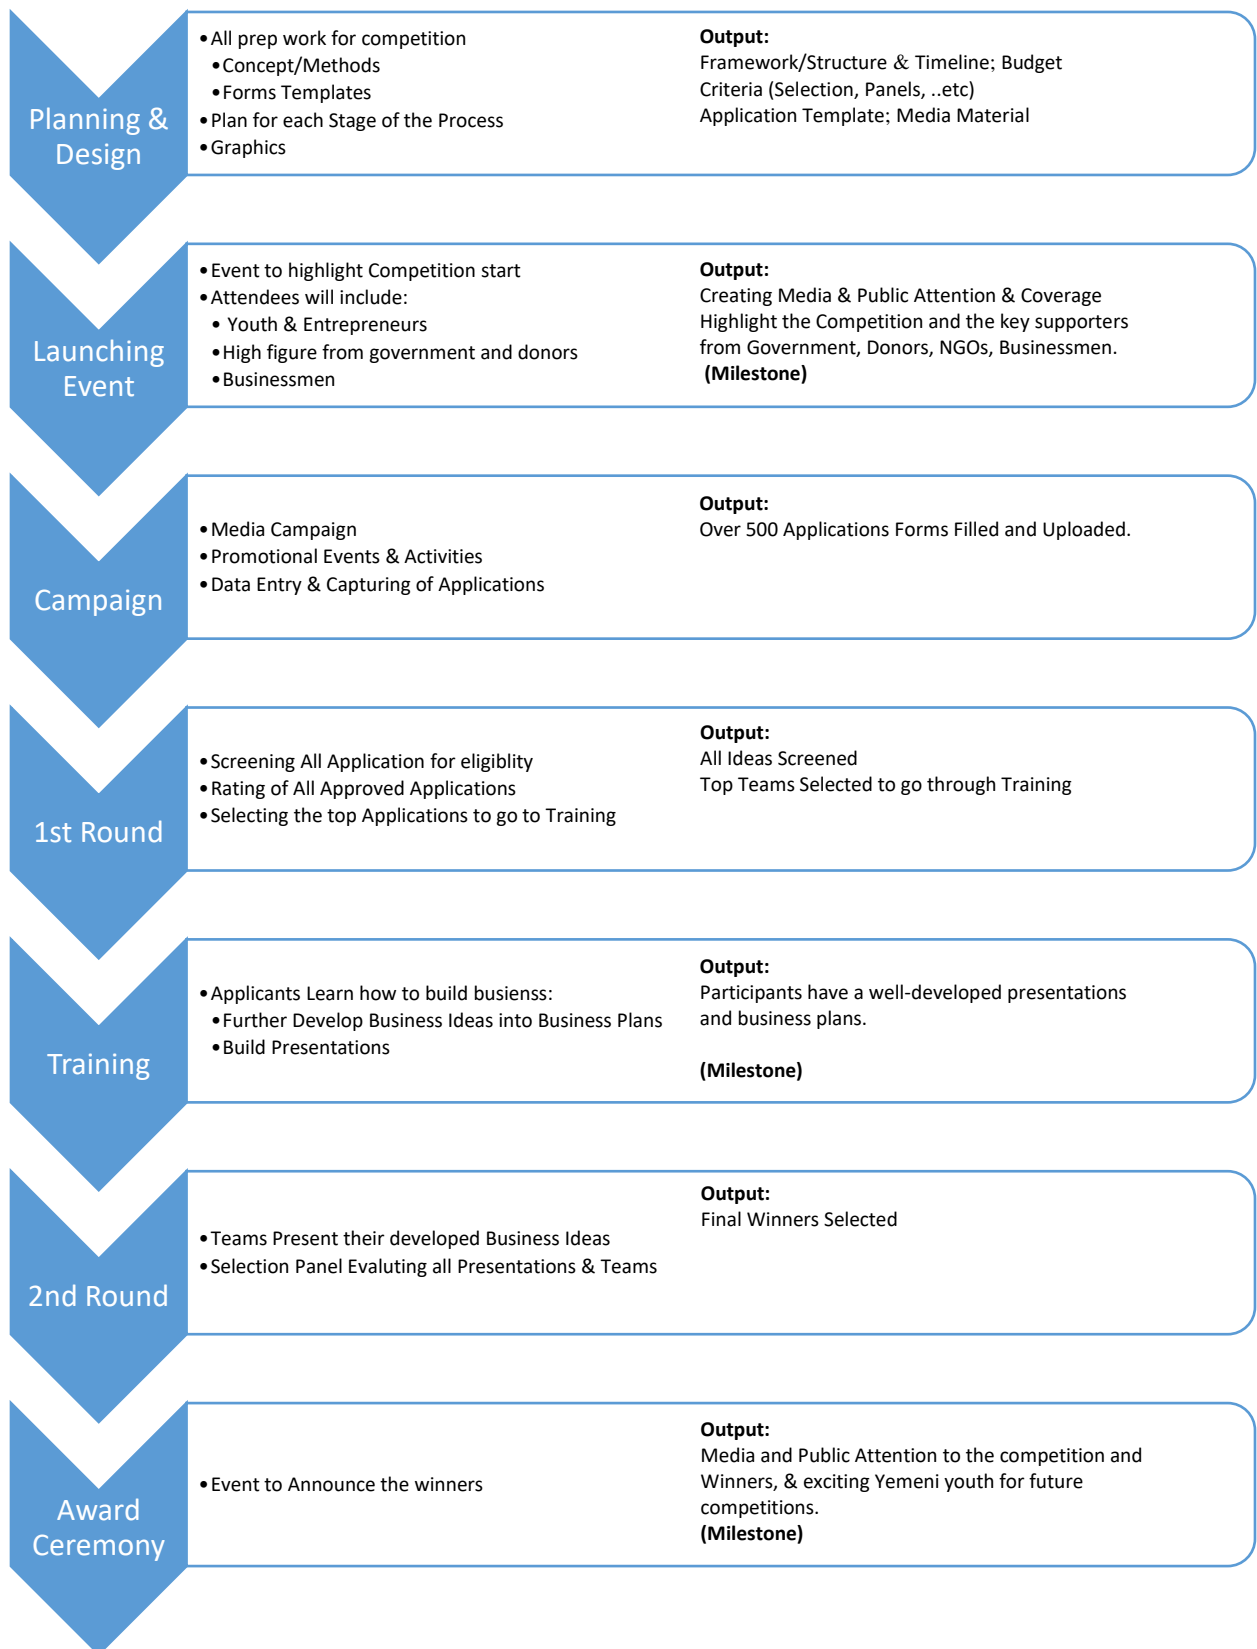 Planning &
Design
•All prep work for competition
•Concept/Methods
•Forms Templates
•Plan for each Stage of the Process
•Graphics
Output:
Framework/Structure & Timeline; Budget
Criteria (Selection, Panels, ..etc)
Application Template; Media Material
Launching
Event
•Event to highlight Competition start
•Attendees will include:
• Youth & Entrepreneurs
•High figure from government and donors
•Businessmen
Output:
Creating Media & Public Attention & Coverage
Highlight the Competition and the key supporters
from Government, Donors, NGOs, Businessmen.
(Milestone)
Campaign
•Media Campaign
•Promotional Events & Activities
•Data Entry & Capturing of Applications
Output:
Over 500 Applications Forms Filled and Uploaded.
1st Round
•Screening All Application for eligiblity
•Rating of All Approved Applications
•Selecting the top Applications to go to Training
Output:
All Ideas Screened
Top Teams Selected to go through Training
Training
•Applicants Learn how to build busienss:
•Further Develop Business Ideas into Business Plans
•Build Presentations
Output:
Participants have a well-developed presentations
and business plans.
(Milestone)
2nd Round
•Teams Present their developed Business Ideas
•Selection Panel Evaluting all Presentations & Teams
Output:
Final Winners Selected
Award
Ceremony
•Event to Announce the winners
Output:
Media and Public Attention to the competition and
Winners, & exciting Yemeni youth for future
competitions.
(Milestone)